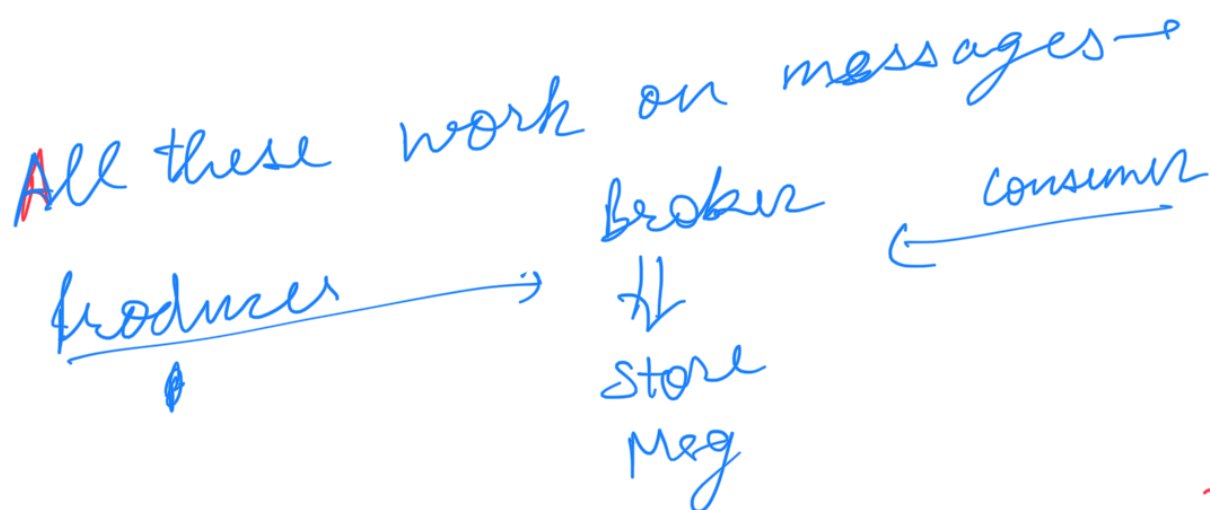 All these work on messages →
Broker
consumer
Producer
Store
Msg